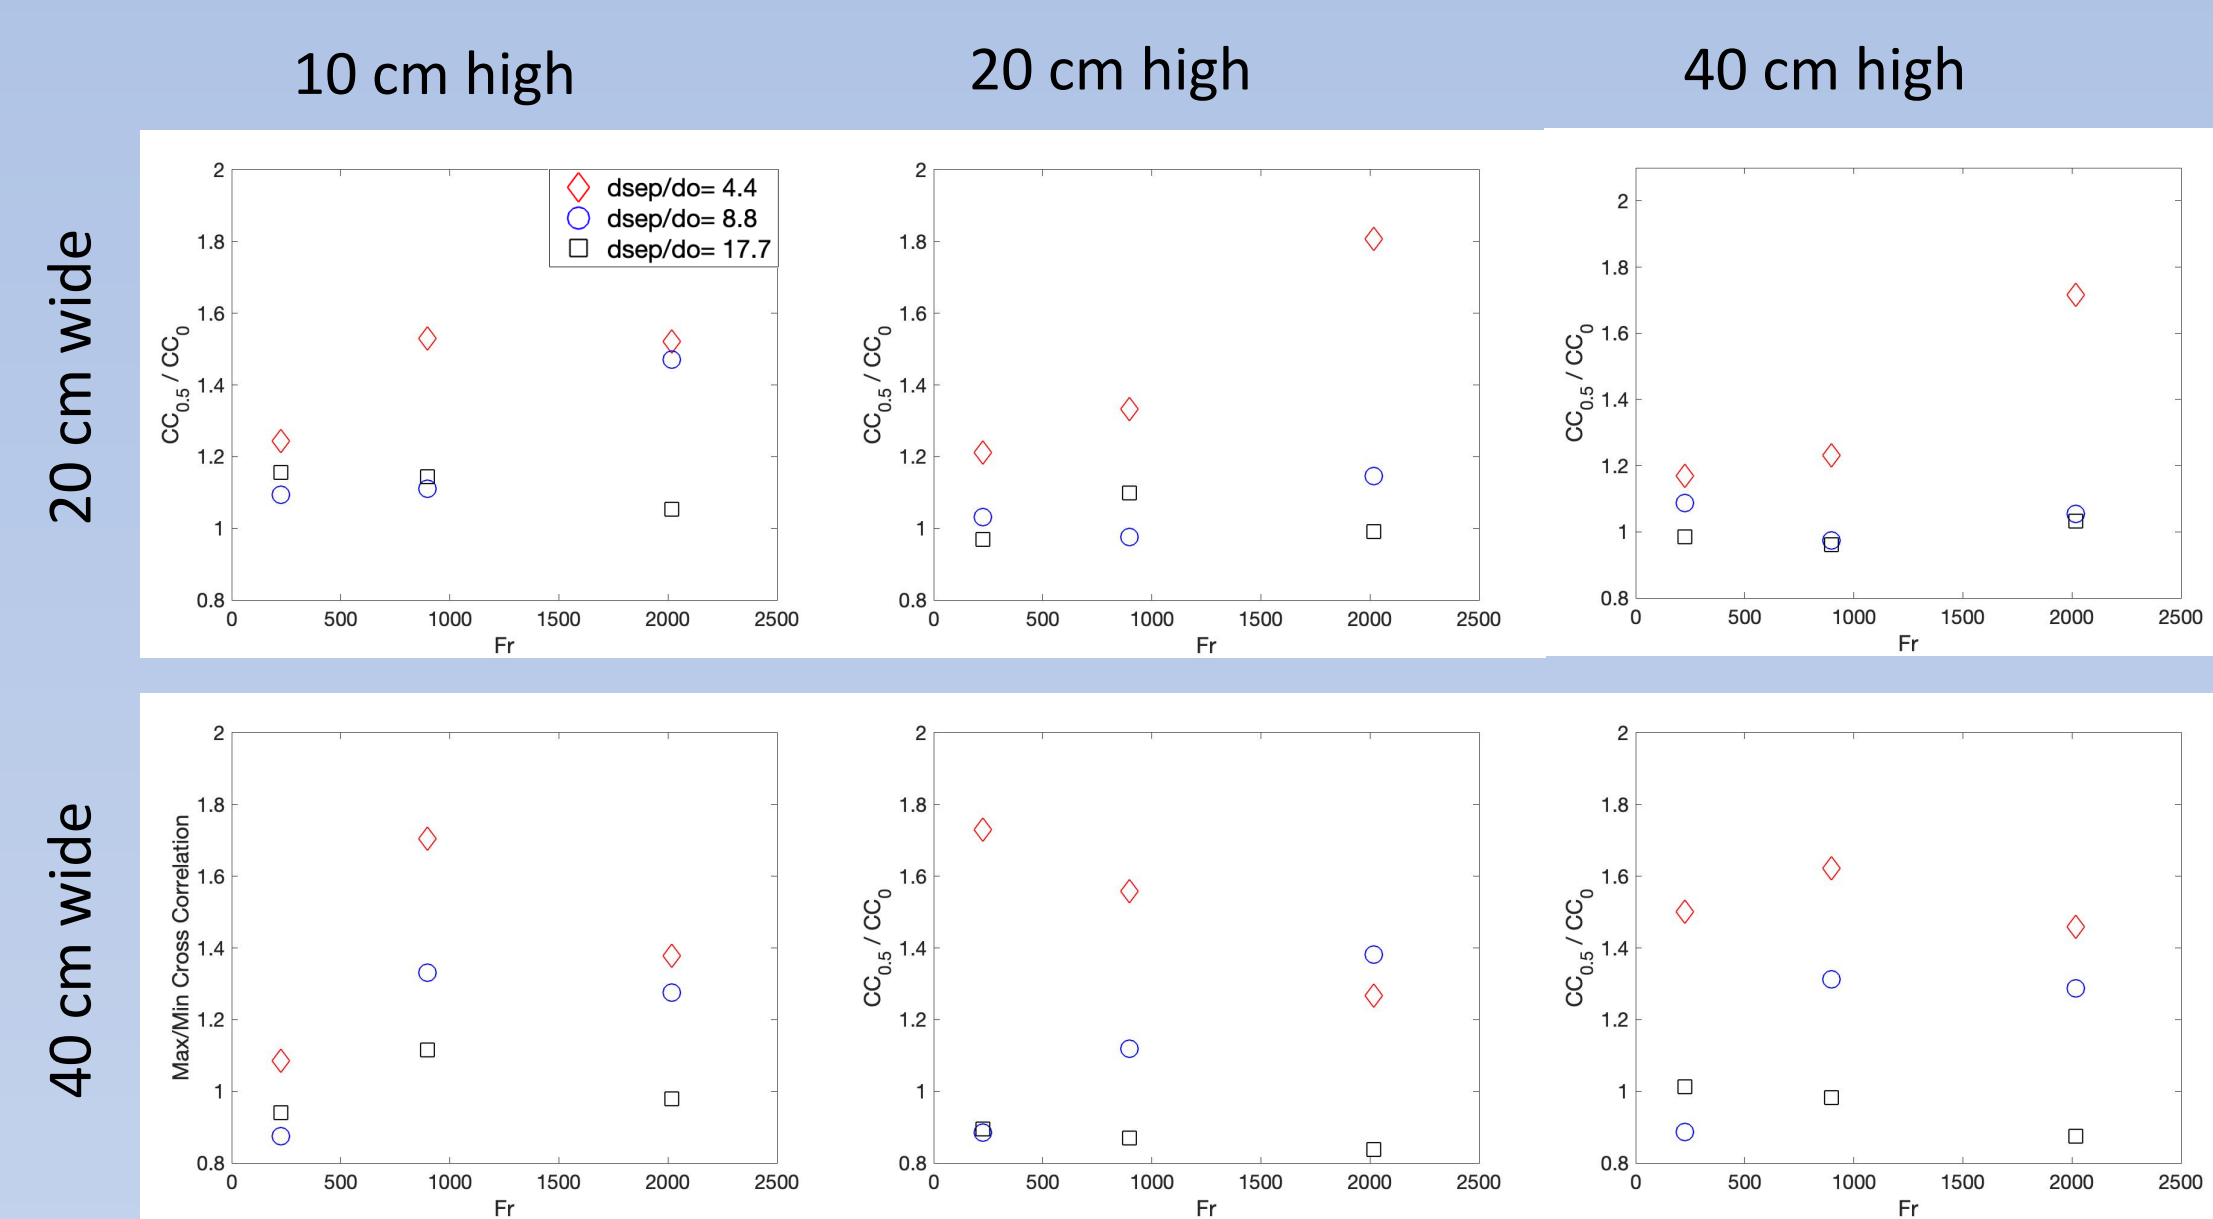 10 cm high
20 cm high
40 cm high
20 cm wide
2
1.8
1.6
1.4
1.2
1
0.8
CC0.5 / CC0
dsep/do= 4.4
dsep/do= 8.8
dsep/do= 17.7
0 500 1000 1500 2000 2500
Fr
2
1.8
1.6
1.4
1.2
1
0.8
CC0.5 / CC0
0 500 1000 1500 2000 2500
Fr
2
1.8
1.6
1.4
1.2
1
0.8
CC0.5 / CC0
0 500 1000 1500 2000 2500
Fr
40 cm wide
2
1.8
1.6
1.4
1.2
1
0.8
Max/Min Cross Correlation
0 500 1000 1500 2000 2500
Fr
2
1.8
1.6
1.4
1.2
1
0.8
CC0.5 / CC0
0 500 1000 1500 2000 2500
Fr
2
1.8
1.6
1.4
1.2
1
0.8
CC0.5 / CC0
0 500 1000 1500 2000 2500
Fr